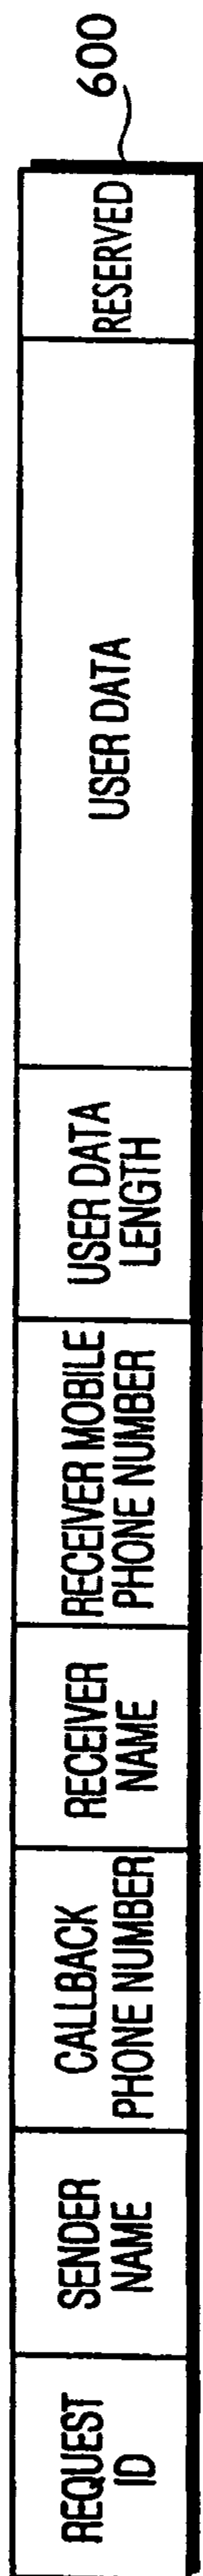 REQUEST
ID
SENDER
NAME
CALLBACK
PHONE NUMBER
RECEIVER
NAME
RECEIVER MOBILE
PHONE NUMBER
USER DATA
LENGTH
USER DATA
RESERVED
600